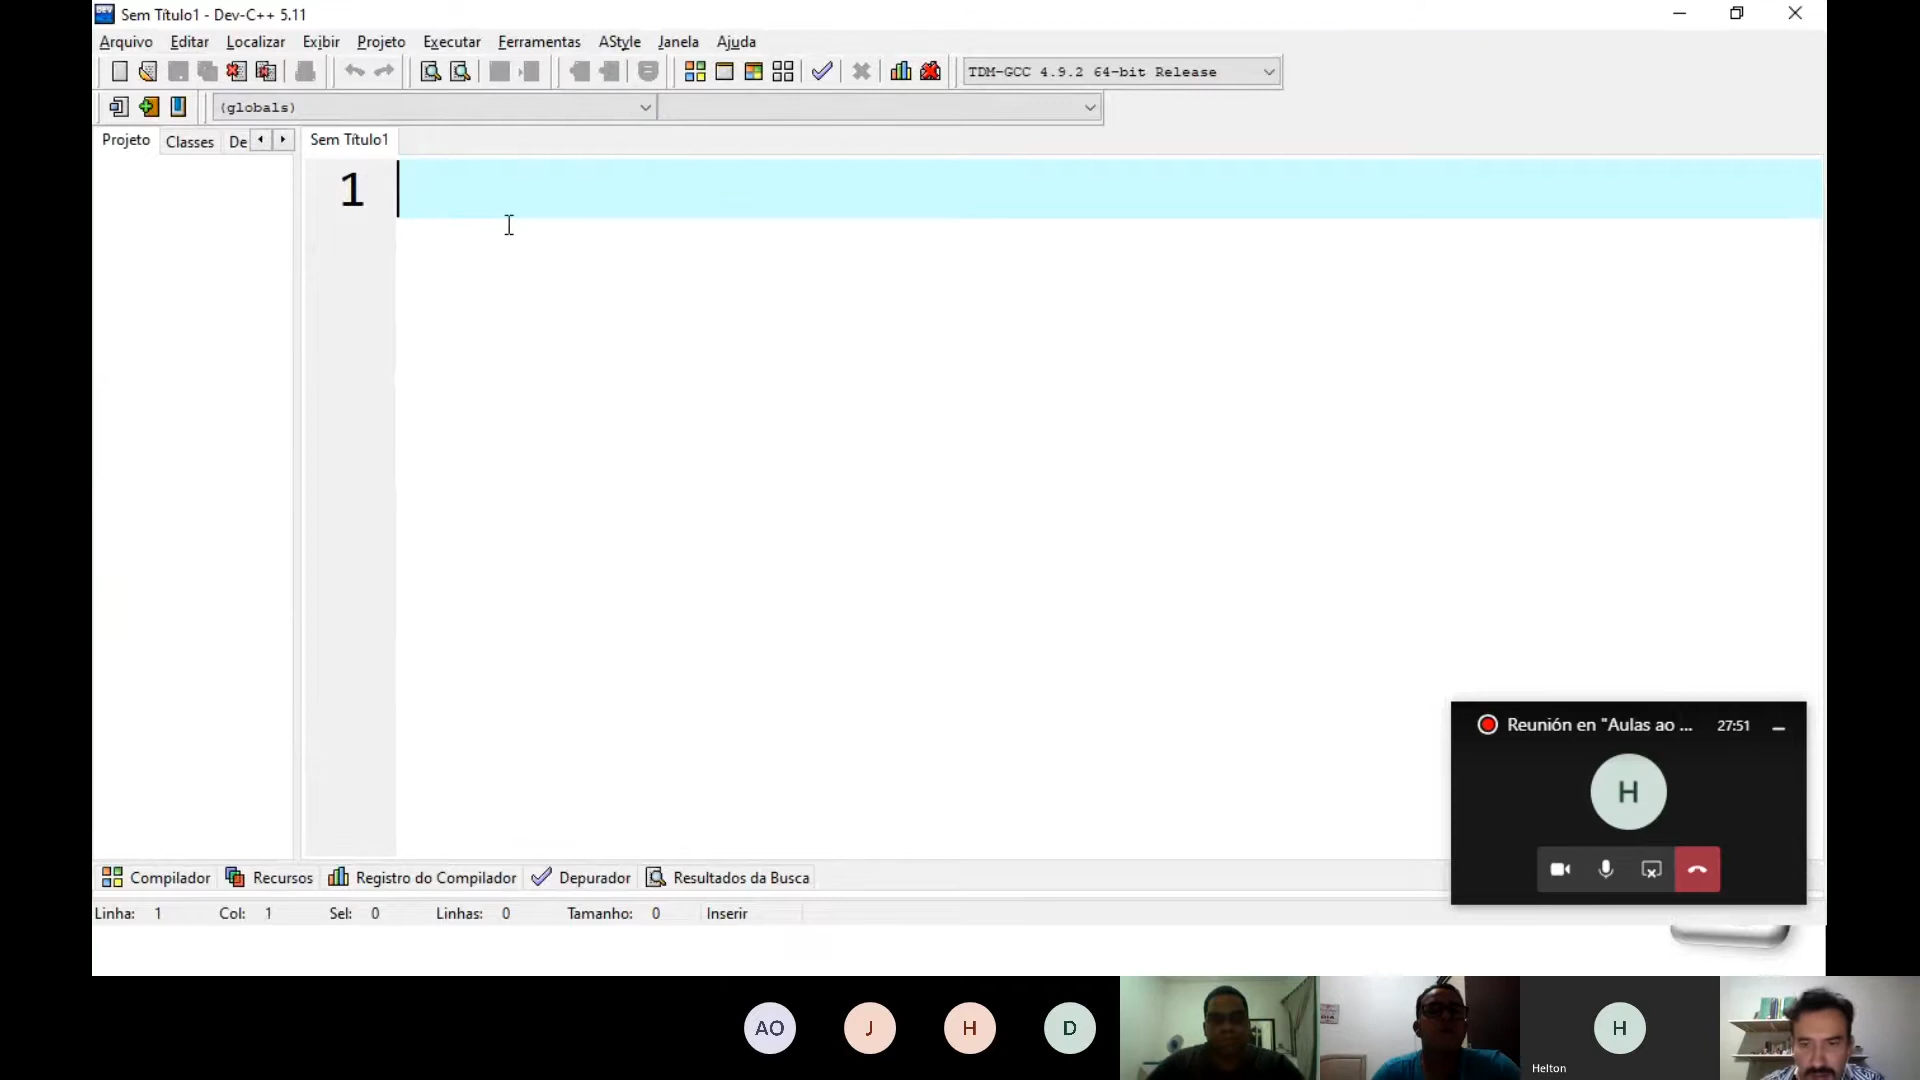 Sem Título1 - Dev-C++ 5.11
Arquivo Editar Localizar Exibir Projeto Executar Ferramentas AStyle Janela Ajuda
TDM-GCC 4.9.2 64-bit Release
(globals)
Projeto Classes De Sem Título1
1
Reunión en "Aulas ao ... 27:51
H
Compilador Recursos Registro do Compilador Depurador Resultados da Busca
Linha: 1 Col: 1 Sel: 0 Linhas: 0 Tamanho: 0 Inserir
AO J H D H
Helton